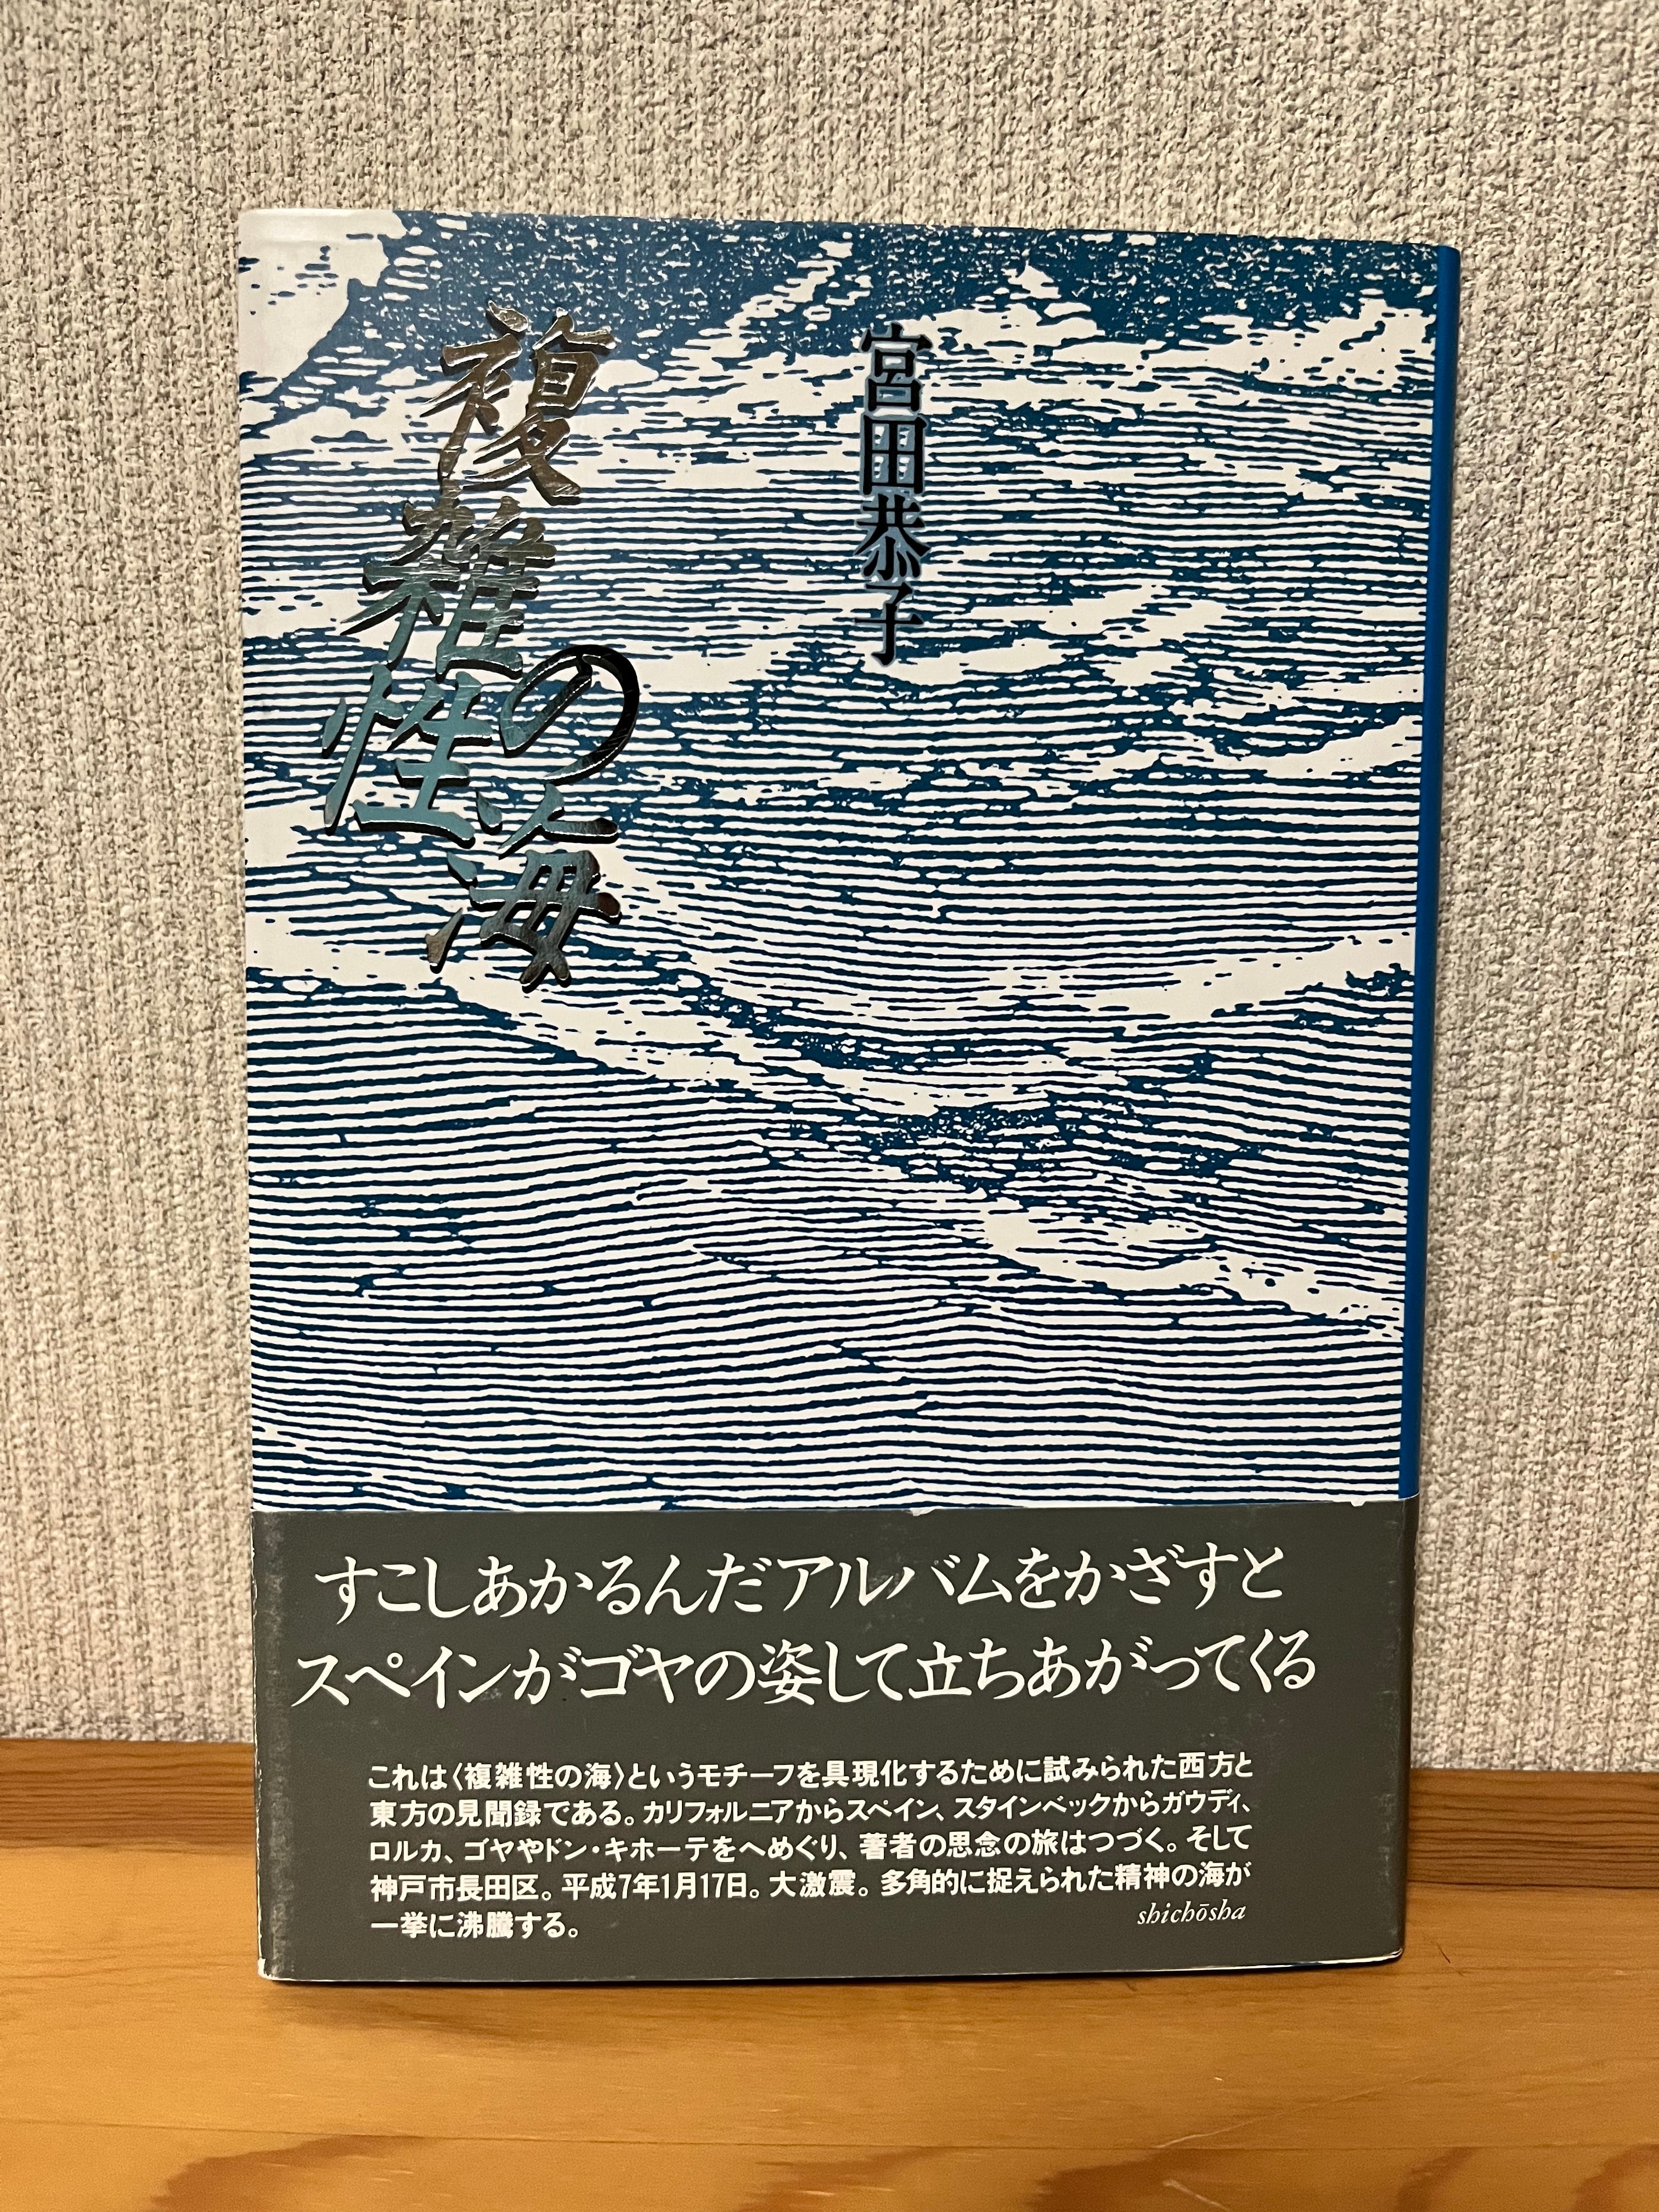 宮田恭子
複雑性
の海
すこしあかるんだアルバムをかざすと
スペインがゴヤの姿して立ちあがってくる
これは〈複雑性の海〉というモチーフを具現化するために試みられた西方と
東方の見聞録である。カリフォルニアからスペイン、スタインベックからガウディ、
ロルカ、ゴヤやドン・キホーテをへめぐり、著者の思念の旅はつづく。そして
神戸市長田区。平成7年1月17日。大激震。多角的に捉えられた精神の海が
一挙に沸騰する。
shichōsha